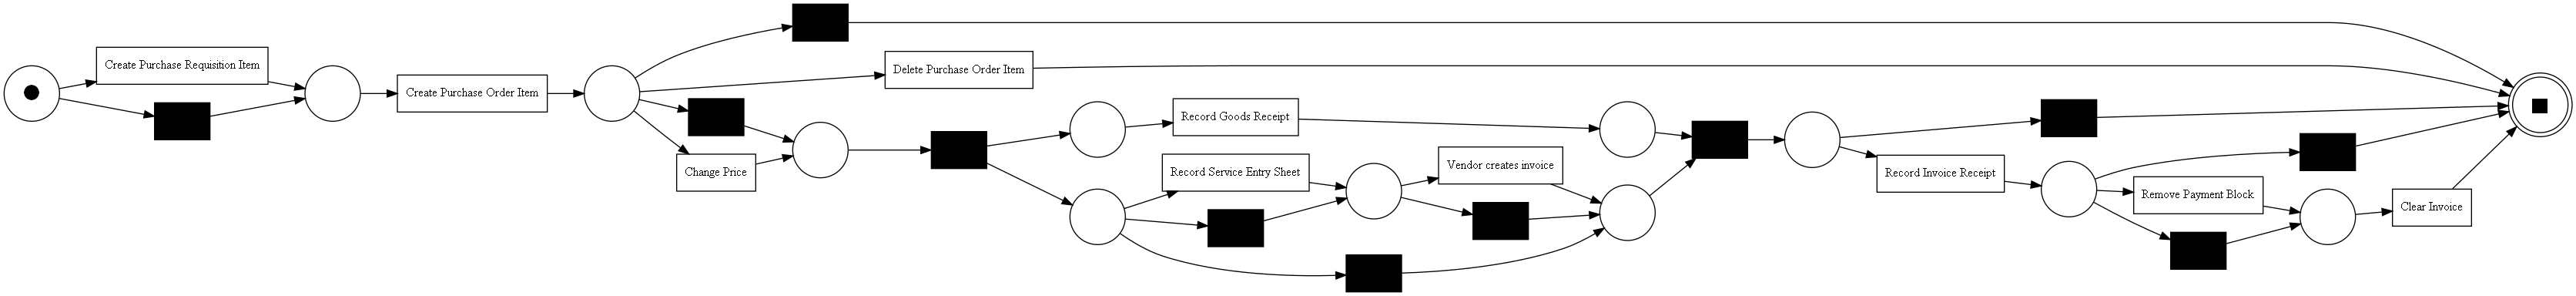 Create Purchase Requisition Item
Create Purchase Order Item
Delete Purchase Order Item
Change Price
Record Goods Receipt
Record Service Entry Sheet
Vendor creates invoice
Record Invoice Receipt
Remove Payment Block
Clear Invoice